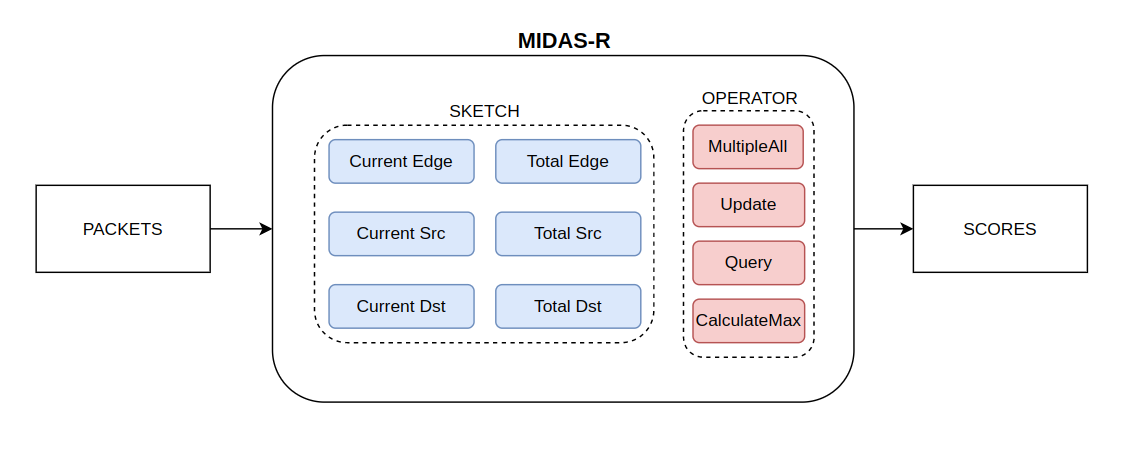 MIDAS-R
SKETCH
OPERATOR
Current Edge
Total Edge
Current Src
Total Src
Current Dst
Total Dst
MultipleAll
Update
Query
CalculateMax
PACKETS
SCORES